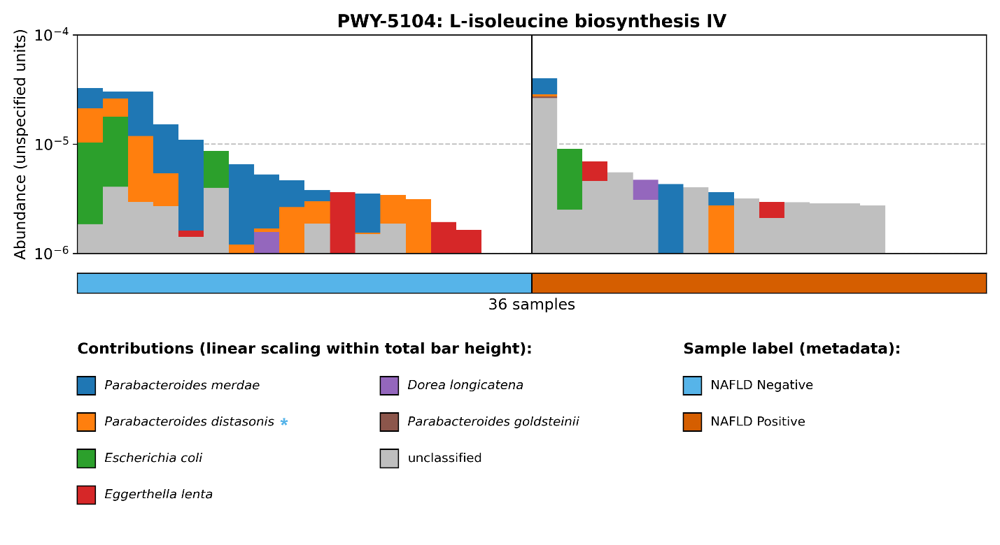 PWY-5104: L-isoleucine biosynthesis IV
Abundance (unspecified units)
10⁻⁴
10⁻⁵
10⁻⁶
36 samples
Contributions (linear scaling within total bar height):
Parabacteroides merdae
Parabacteroides distasonis *
Escherichia coli
Eggerthella lenta
Dorea longicatena
Parabacteroides goldsteinii
unclassified
Sample label (metadata):
NAFLD Negative
NAFLD Positive